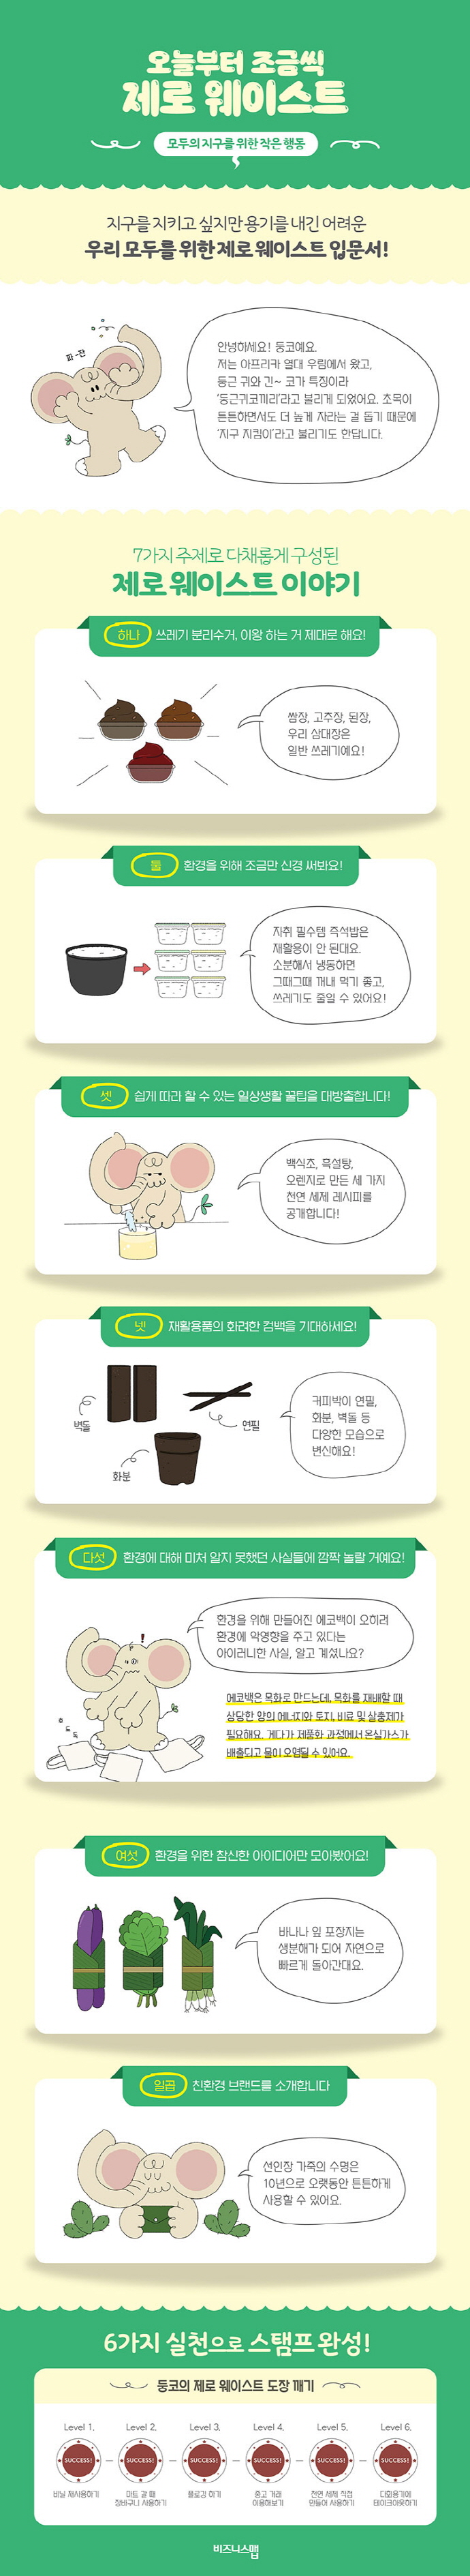 오늘부터 조금씩
제로 웨이스트
모두의 지구를 위한 작은 행동
지구를 지키고 싶지만 용기를 내긴 어려운
우리 모두를 위한 제로 웨이스트 입문서!
파-잔
안녕하세요! 둥코예요.
저는 아프리카 열대 우림에서 왔고,
둥근 귀와 긴~ 코가 특징이라
'둥근귀코끼리'라고 불리게 되었어요. 초목이
튼튼하면서도 더 높게 자라는 걸 돕기 때문에
'지구 지킴이'라고 불리기도 한답니다.
7가지 주제로 다채롭게 구성된
제로 웨이스트 이야기
하나 쓰레기 분리수거, 이왕 하는 거 제대로 해요!
쌈장, 고추장, 된장,
우리 삼대장은
일반 쓰레기예요!
둘 환경을 위해 조금만 신경 써봐요!
자취 필수템 즉석밥은
재활용이 안 된대요.
소분해서 냉동하면
그때그때 꺼내 먹기 좋고,
쓰레기도 줄일 수 있어요!
셋 쉽게 따라 할 수 있는 일상생활 꿀팁을 대방출합니다!
백식초, 흑설탕,
오렌지로 만든 세 가지
천연 세제 레시피를
공개합니다!
넷 재활용품의 화려한 컴백을 기대하세요!
벽돌
연필
화분
커피박이 연필,
화분, 벽돌 등
다양한 모습으로
변신해요!
다섯 환경에 대해 미처 알지 못했던 사실들에 깜짝 놀랄 거예요!
환경을 위해 만들어진 에코백이 오히려
환경에 악영향을 주고 있다는
아이러니한 사실, 알고 계셨나요?
!
후
두
둑
에코백은 목화로 만드는데, 목화를 재배할 때
상당한 양의 에너지와 토지, 비료 및 살충제가
필요해요. 게다가 제품화 과정에서 온실가스가
배출되고 물이 오염될 수 있어요.
여섯 환경을 위한 참신한 아이디어만 모아봤어요!
바나나 잎 포장지는
생분해가 되어 자연으로
빠르게 돌아간대요.
일곱 친환경 브랜드를 소개합니다
선인장 가죽의 수명은
10년으로 오랫동안 튼튼하게
사용할 수 있어요.
6가지 실천으로 스탬프 완성!
둥코의 제로 웨이스트 도장 깨기
Level 1. Level 2. Level 3. Level 4. Level 5. Level 6.
SUCCESS! SUCCESS! SUCCESS! SUCCESS! SUCCESS! SUCCESS!
비닐 재사용하기 마트 갈 때 플로깅 하기 중고 거래 천연 세제 직접 다회용기에
장바구니 사용하기 이용해보기 만들어 사용하기 테이크아웃하기
비즈니스맵